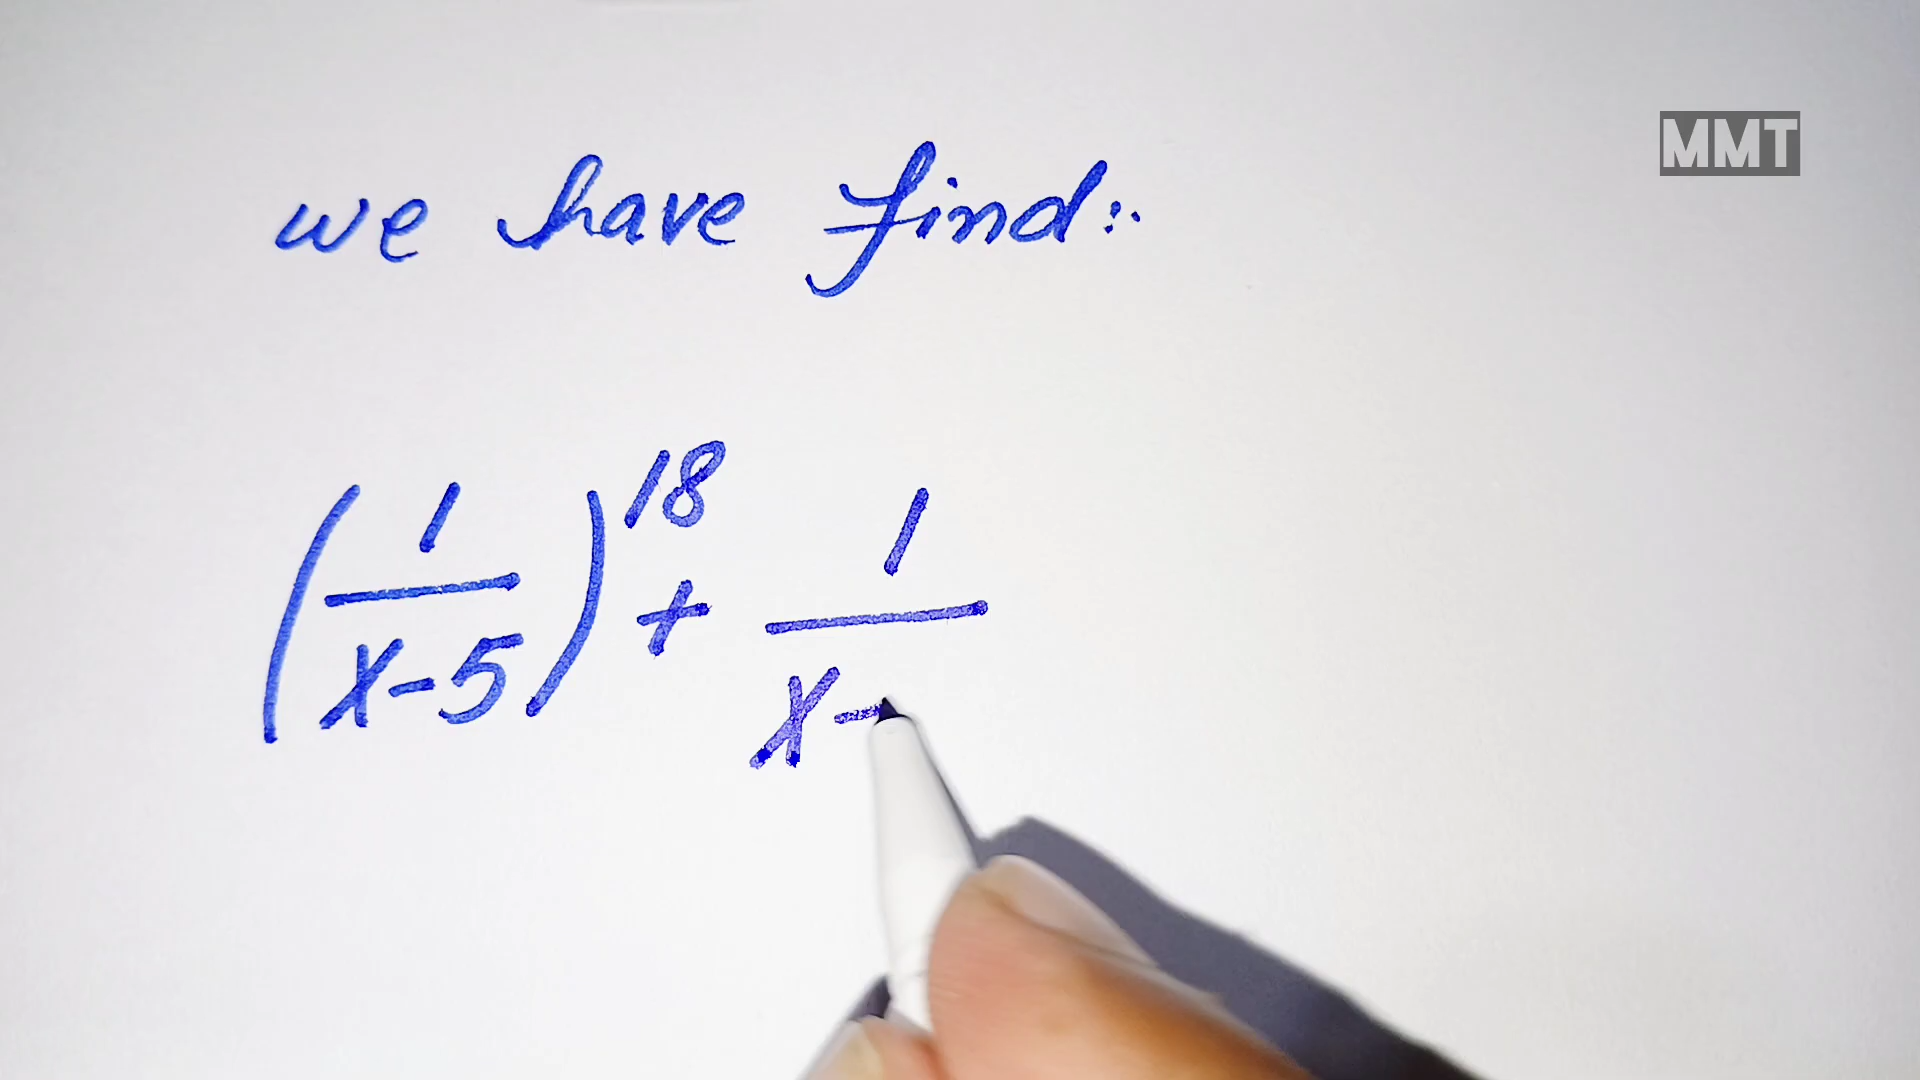 MMT
we have find:
(1/x-5)^18 + 1/x-